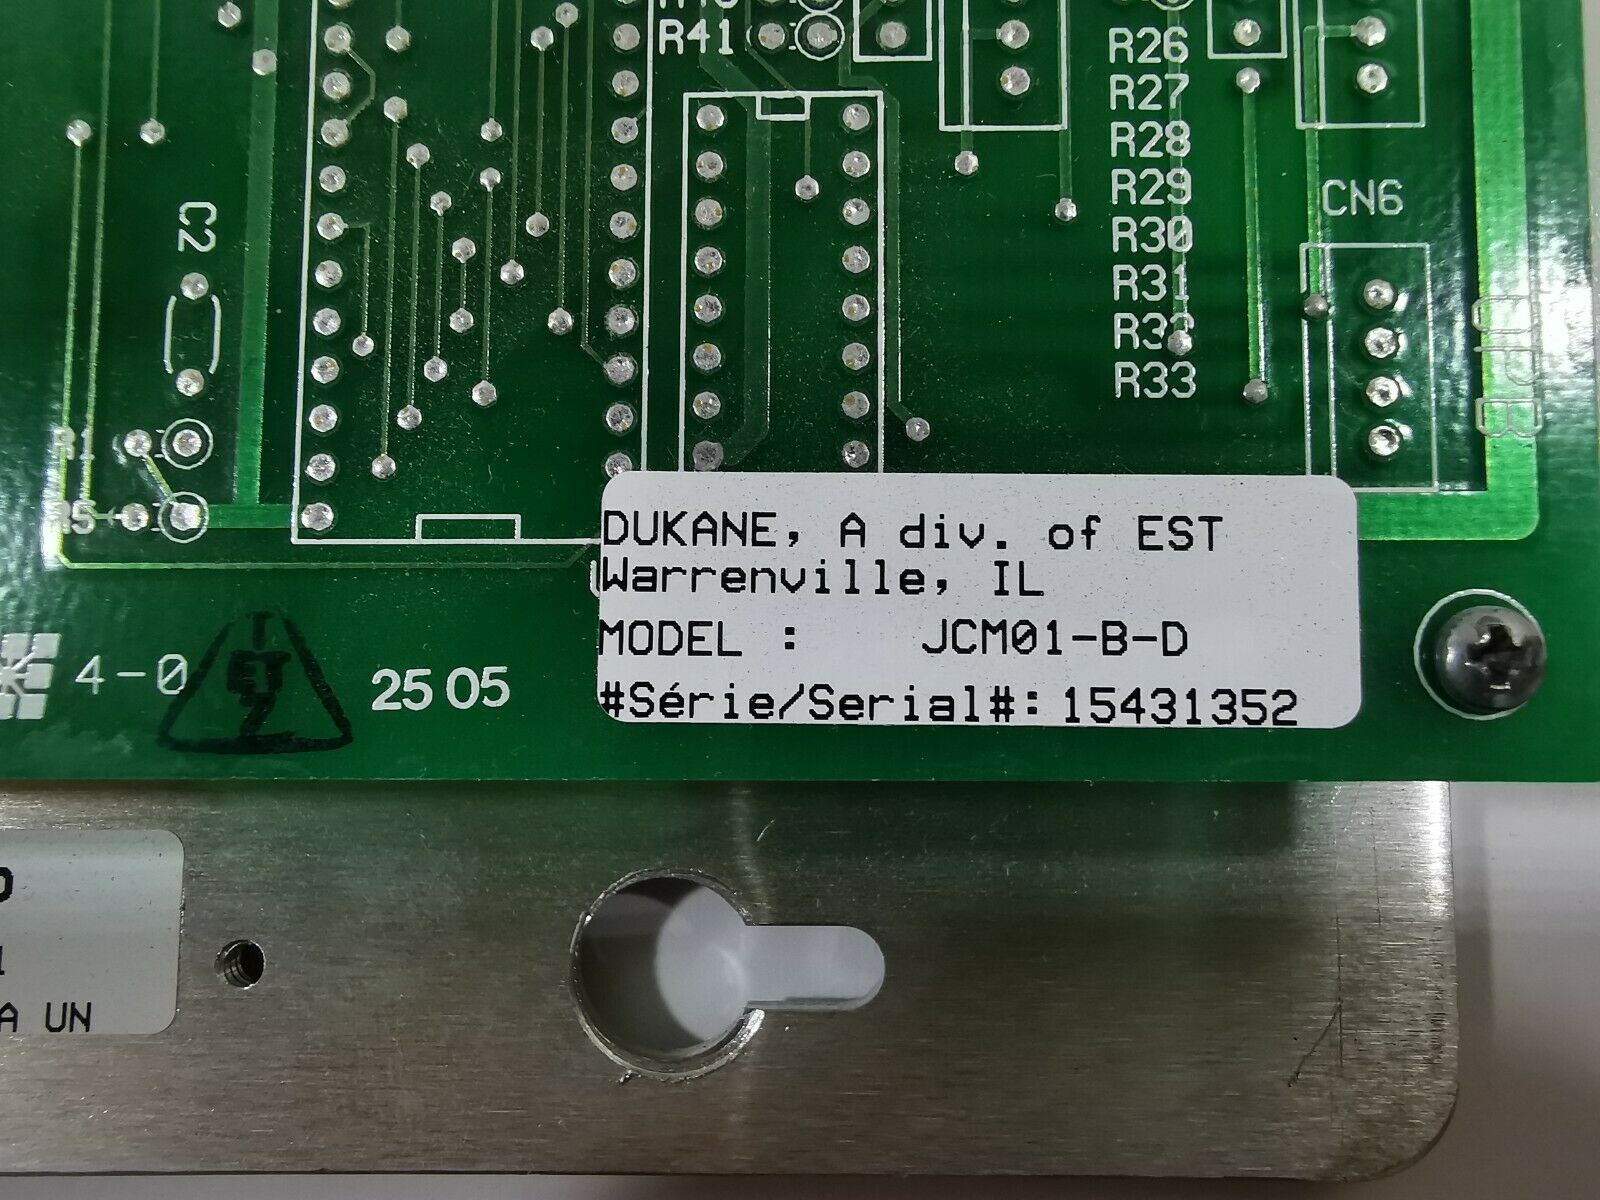 R41
R26
R27
R28
R29
R30
R31
R32
R33
CN6
C2
R1
R5
DUKANE, A div. of EST
Warrenville, IL
MODEL : JCM01-B-D
#Série/Serial#: 15431352
4-0
25 05
A UN